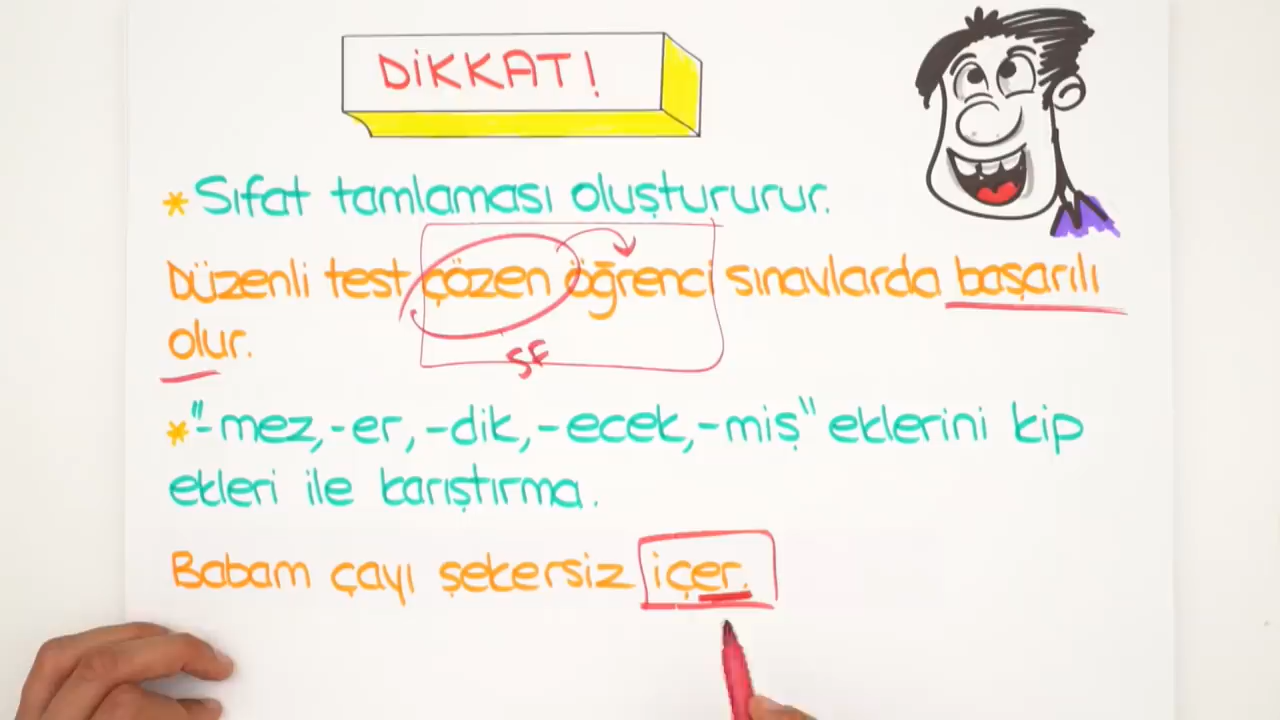 DİKKAT!
* Sıfat tamlaması oluştururur.
Düzenli test çözen öğrenci sınavlarda başarılı
olur.
SF
*"-mez,-er,-dik,-ecek,-miş" eklerini kip
ekleri ile karıştırma.
Babam çayı şekersiz içer.